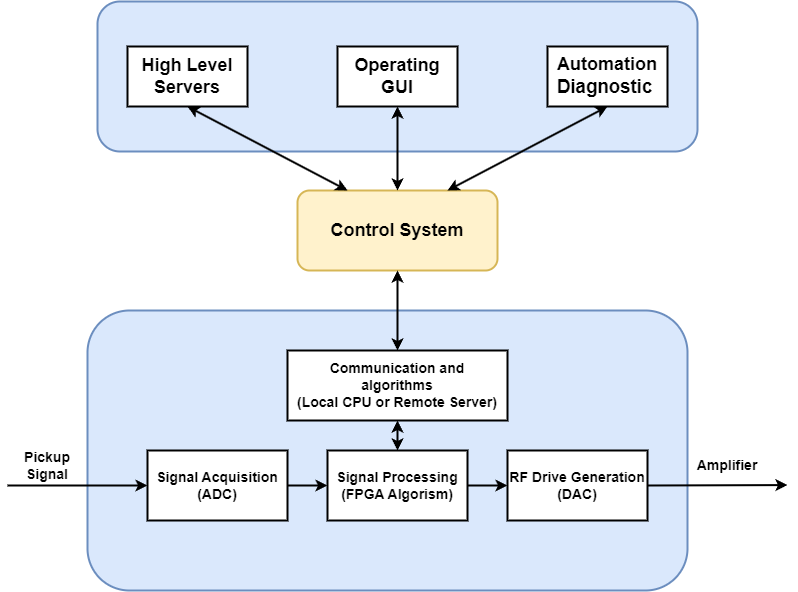 High Level
Servers
Operating
GUI
Automation
Diagnostic
Control System
Communication and
algorithms
(Local CPU or Remote Server)
Pickup
Signal
Signal Acquisition
(ADC)
Signal Processing
(FPGA Algorism)
RF Drive Generation
(DAC)
Amplifier